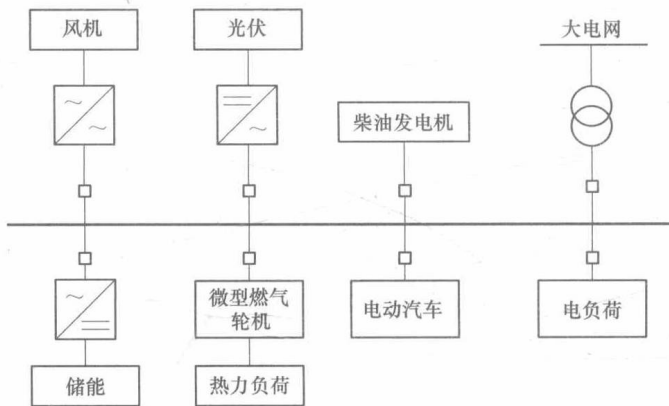 风机
光伏
大电网
柴油发电机
微型燃气
轮机
电动汽车
电负荷
储能
热力负荷